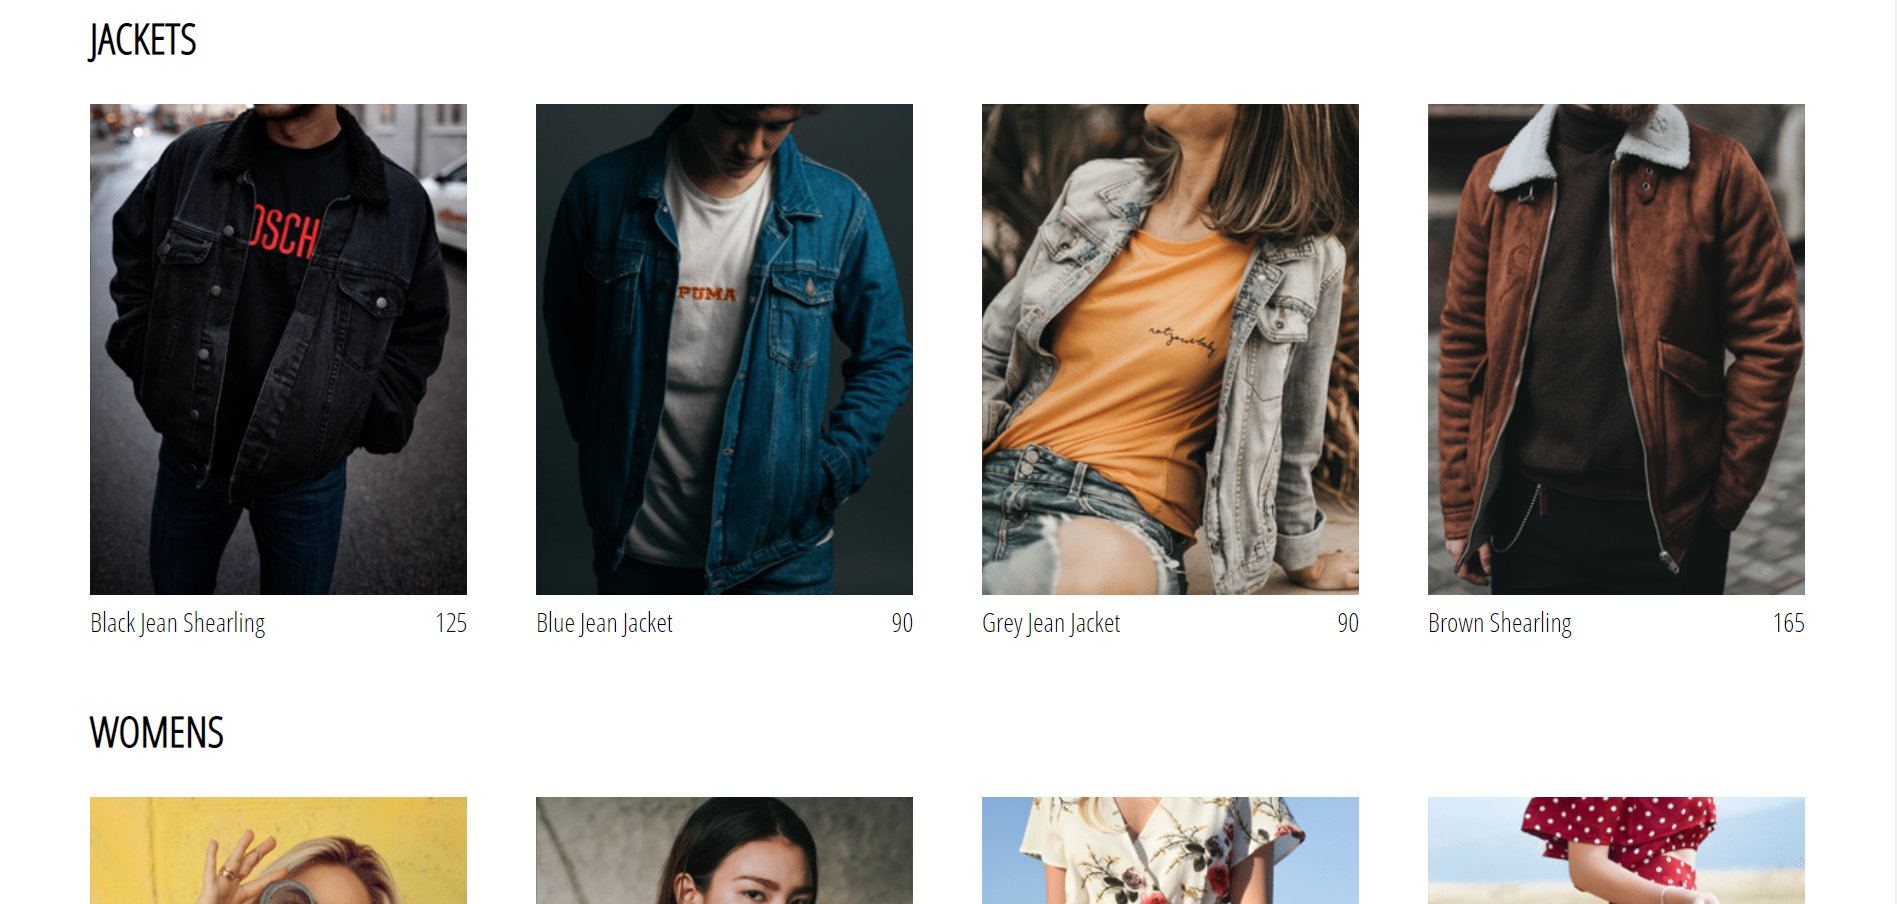 JACKETS
OSCH
PUMA
Black Jean Shearling 125
Blue Jean Jacket 90
Grey Jean Jacket 90
Brown Shearling 165
WOMENS